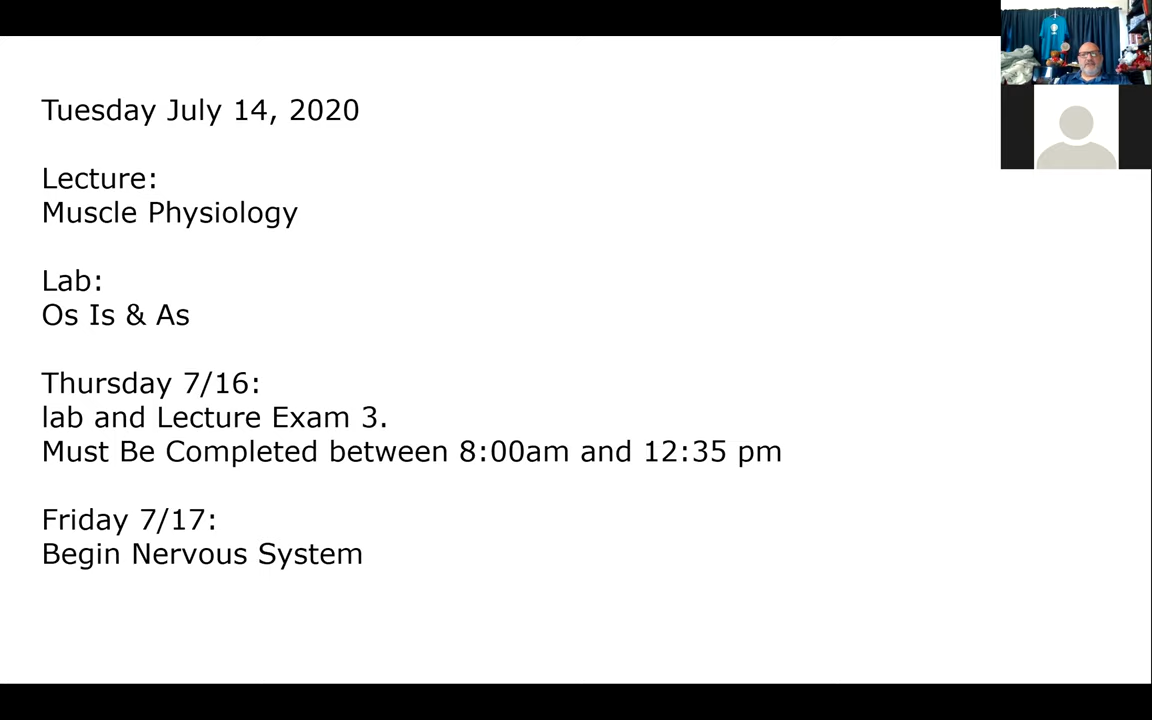 Tuesday July 14, 2020
Lecture:
Muscle Physiology
Lab:
Os Is & As
Thursday 7/16:
lab and Lecture Exam 3.
Must Be Completed between 8:00am and 12:35 pm
Friday 7/17:
Begin Nervous System